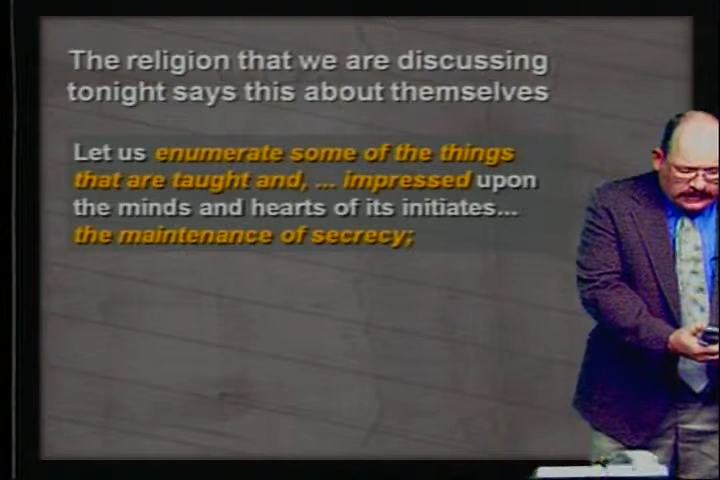 The religion that we are discussing
tonight says this about themselves
Let us enumerate some of the things
that are taught and, ... impressed upon
the minds and hearts of its initiates...
the maintenance of secrecy;